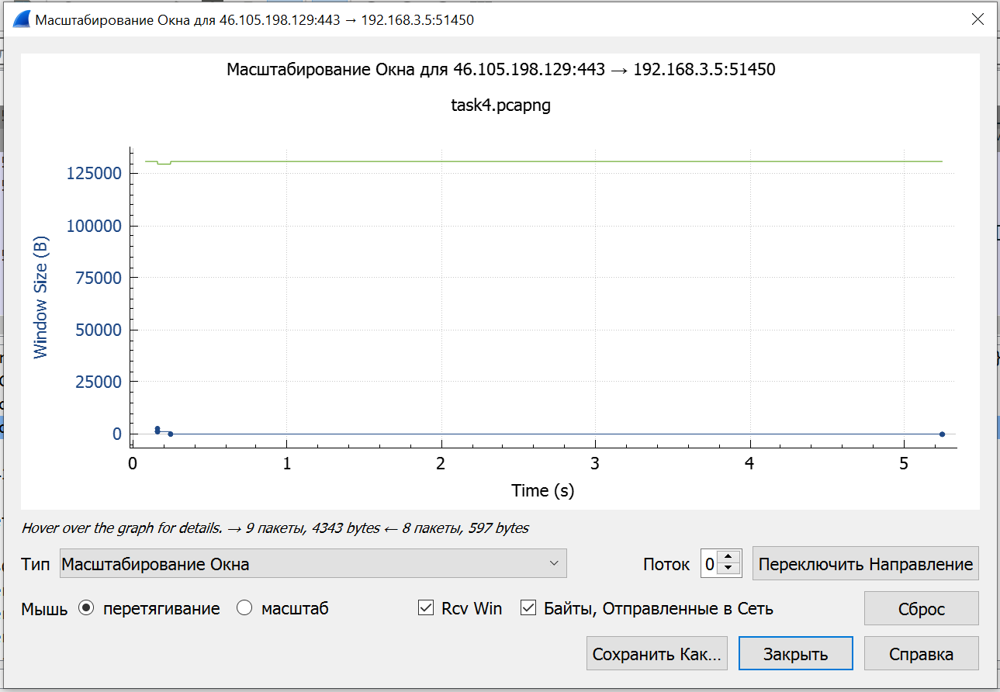 Масштабирование Окна для 46.105.198.129:443 → 192.168.3.5:51450
Масштабирование Окна для 46.105.198.129:443 → 192.168.3.5:51450
task4.pcapng
125000
100000
75000
50000
25000
0
Window Size (B)
0 1 2 3 4 5
Time (s)
Hover over the graph for details. → 9 пакеты, 4343 bytes ← 8 пакеты, 597 bytes
Тип Масштабирование Окна Поток 0 Переключить Направление
Мышь перетягивание масштаб Rcv Win Байты, Отправленные в Сеть Сброс
Сохранить Как... Закрыть Справка